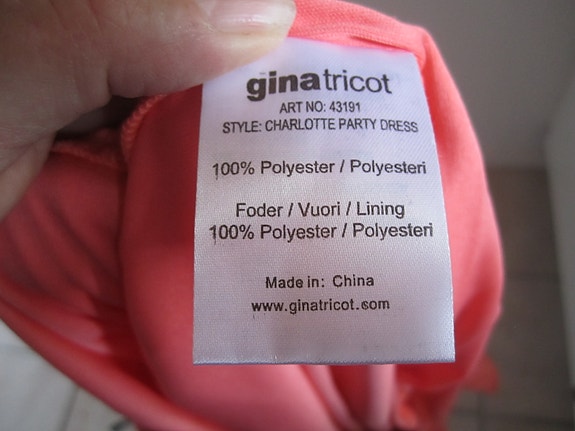 ginatricot
ART NO: 43191
STYLE: CHARLOTTE PARTY DRESS
100% Polyester / Polyesteri
Foder / Vuori / Lining
100% Polyester / Polyesteri
Made in: China
www.ginatricot.com